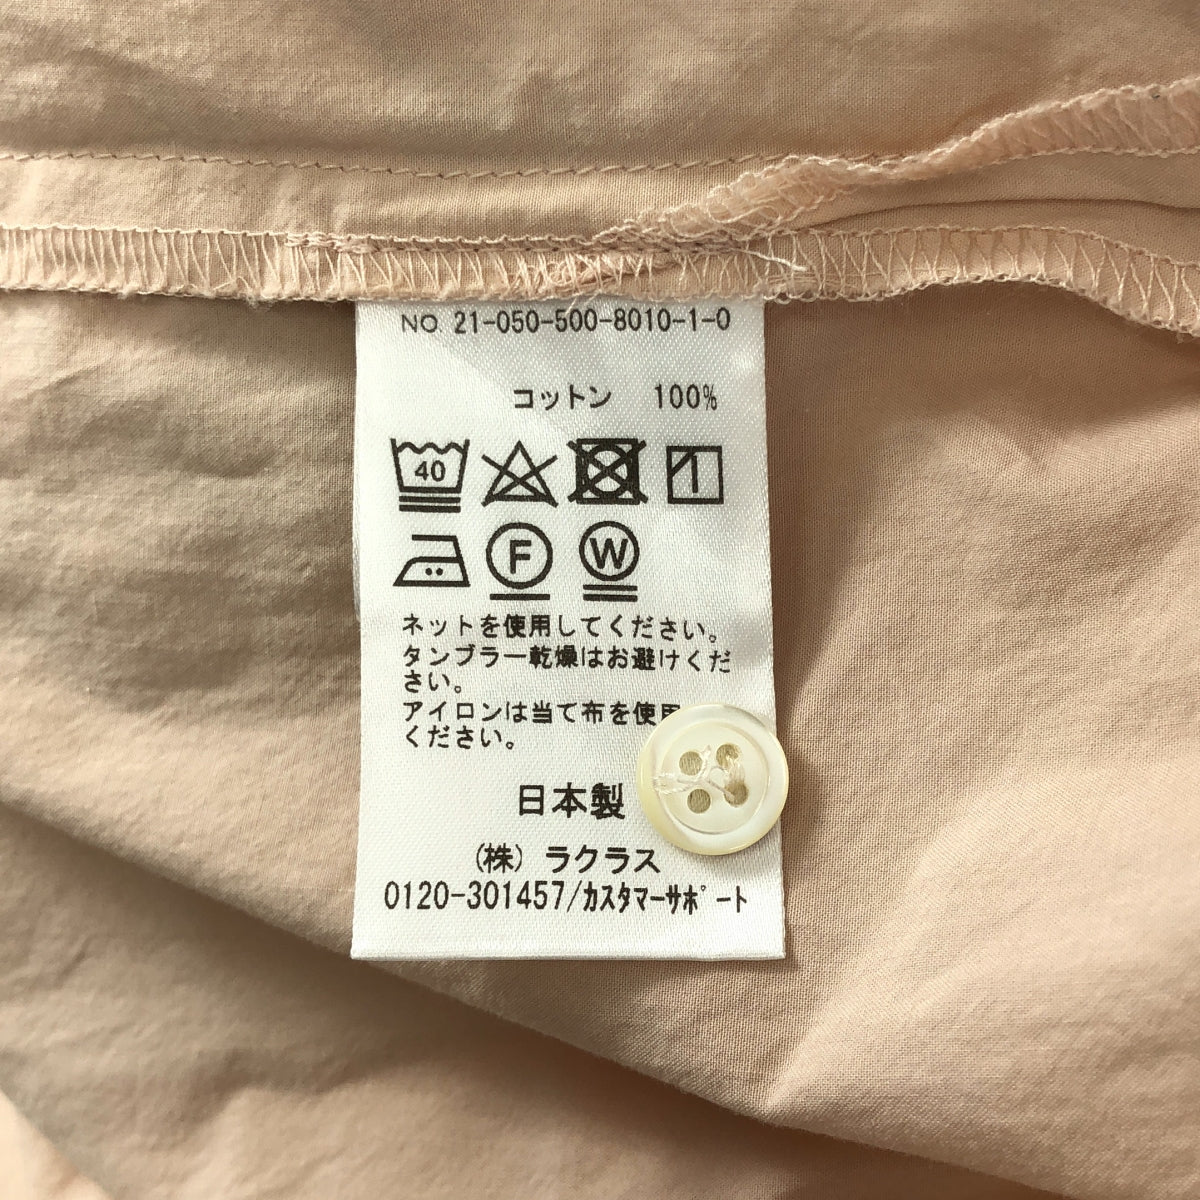 NO. 21-050-500-8010-1-0
コットン 100%
40
F W
ネットを使用してください。
タンブラー乾燥はお避けくだ
さい。
アイロンは当て布を使用
ください。
日本製
(株) ラクラス
0120-301457/カスタマーサポート